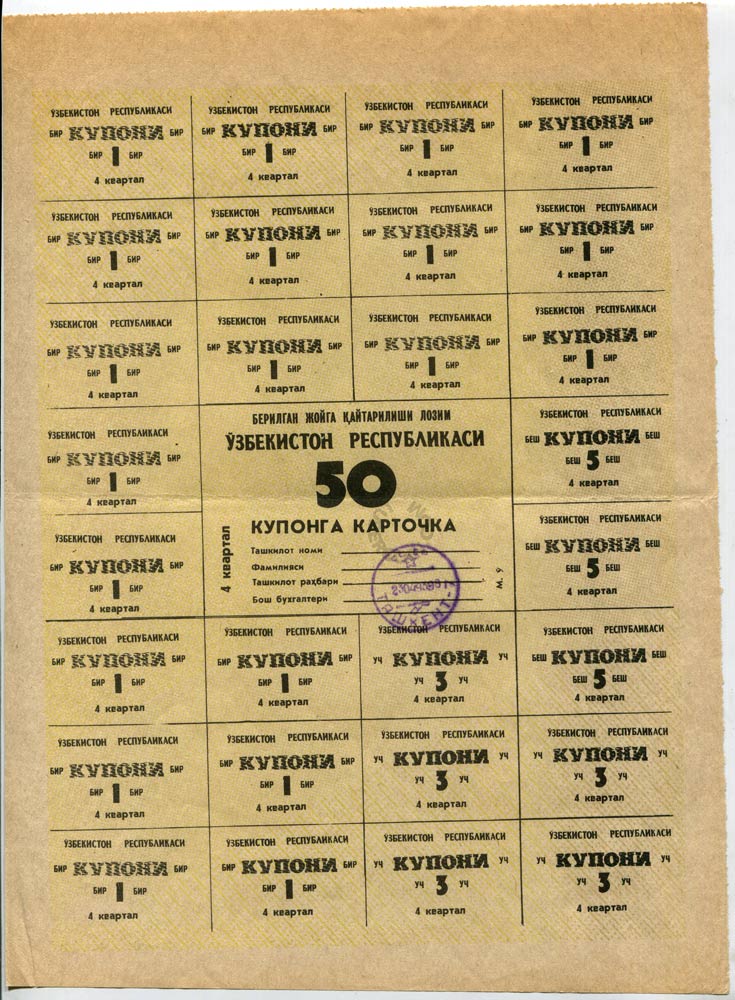 ЎЗБЕКИСТОН РЕСПУБЛИКАСИ
БИР КУПОНИ БИР
БИР 1 БИР
4 квартал
ЎЗБЕКИСТОН РЕСПУБЛИКАСИ
БИР КУПОНИ БИР
БИР 1 БИР
4 квартал
ЎЗБЕКИСТОН РЕСПУБЛИКАСИ
БИР КУПОНИ БИР
БИР 1 БИР
4 квартал
ЎЗБЕКИСТОН РЕСПУБЛИКАСИ
БИР КУПОНИ БИР
БИР 1 БИР
4 квартал
ЎЗБЕКИСТОН РЕСПУБЛИКАСИ
БИР КУПОНИ БИР
БИР 1 БИР
4 квартал
ЎЗБЕКИСТОН РЕСПУБЛИКАСИ
БИР КУПОНИ БИР
БИР 1 БИР
4 квартал
ЎЗБЕКИСТОН РЕСПУБЛИКАСИ
БИР КУПОНИ БИР
БИР 1 БИР
4 квартал
ЎЗБЕКИСТОН РЕСПУБЛИКАСИ
БИР КУПОНИ БИР
БИР 1 БИР
4 квартал
ЎЗБЕКИСТОН РЕСПУБЛИКАСИ
БИР КУПОНИ БИР
БИР 1 БИР
4 квартал
ЎЗБЕКИСТОН РЕСПУБЛИКАСИ
БИР КУПОНИ БИР
БИР 1 БИР
4 квартал
ЎЗБЕКИСТОН РЕСПУБЛИКАСИ
БИР КУПОНИ БИР
БИР 1 БИР
4 квартал
ЎЗБЕКИСТОН РЕСПУБЛИКАСИ
БИР КУПОНИ БИР
БИР 1 БИР
4 квартал
ЎЗБЕКИСТОН РЕСПУБЛИКАСИ
БИР КУПОНИ БИР
БИР 1 БИР
4 квартал
БЕРИЛГАН ЖОЙГА ҚАЙТАРИЛИШИ ЛОЗИМ
ЎЗБЕКИСТОН РЕСПУБЛИКАСИ
50
КУПОНГА КАРТОЧКА
4 квартал
Ташкилот номи
Фамилияси
Ташкилот раҳбари
Бош бухгалтери
М. Ў
ТАШКЕНТ
ЎЗБЕКИСТОН РЕСПУБЛИКАСИ
БЕШ КУПОНИ БЕШ
БЕШ 5 БЕШ
4 квартал
ЎЗБЕКИСТОН РЕСПУБЛИКАСИ
БИР КУПОНИ БИР
БИР 1 БИР
4 квартал
ЎЗБЕКИСТОН РЕСПУБЛИКАСИ
БЕШ КУПОНИ БЕШ
БЕШ 5 БЕШ
4 квартал
ЎЗБЕКИСТОН РЕСПУБЛИКАСИ
БИР КУПОНИ БИР
БИР 1 БИР
4 квартал
ЎЗБЕКИСТОН РЕСПУБЛИКАСИ
БИР КУПОНИ БИР
БИР 1 БИР
4 квартал
ЎЗБЕКИСТОН РЕСПУБЛИКАСИ
УЧ КУПОНИ УЧ
УЧ 3 УЧ
4 квартал
ЎЗБЕКИСТОН РЕСПУБЛИКАСИ
БЕШ КУПОНИ БЕШ
БЕШ 5 БЕШ
4 квартал
ЎЗБЕКИСТОН РЕСПУБЛИКАСИ
БИР КУПОНИ БИР
БИР 1 БИР
4 квартал
ЎЗБЕКИСТОН РЕСПУБЛИКАСИ
БИР КУПОНИ БИР
БИР 1 БИР
4 квартал
ЎЗБЕКИСТОН РЕСПУБЛИКАСИ
УЧ КУПОНИ УЧ
УЧ 3 УЧ
4 квартал
ЎЗБЕКИСТОН РЕСПУБЛИКАСИ
УЧ КУПОНИ УЧ
УЧ 3 УЧ
4 квартал
ЎЗБЕКИСТОН РЕСПУБЛИКАСИ
БИР КУПОНИ БИР
БИР 1 БИР
4 квартал
ЎЗБЕКИСТОН РЕСПУБЛИКАСИ
БИР КУПОНИ БИР
БИР 1 БИР
4 квартал
ЎЗБЕКИСТОН РЕСПУБЛИКАСИ
УЧ КУПОНИ УЧ
УЧ 3 УЧ
4 квартал
ЎЗБЕКИСТОН РЕСПУБЛИКАСИ
УЧ КУПОНИ УЧ
УЧ 3 УЧ
4 квартал